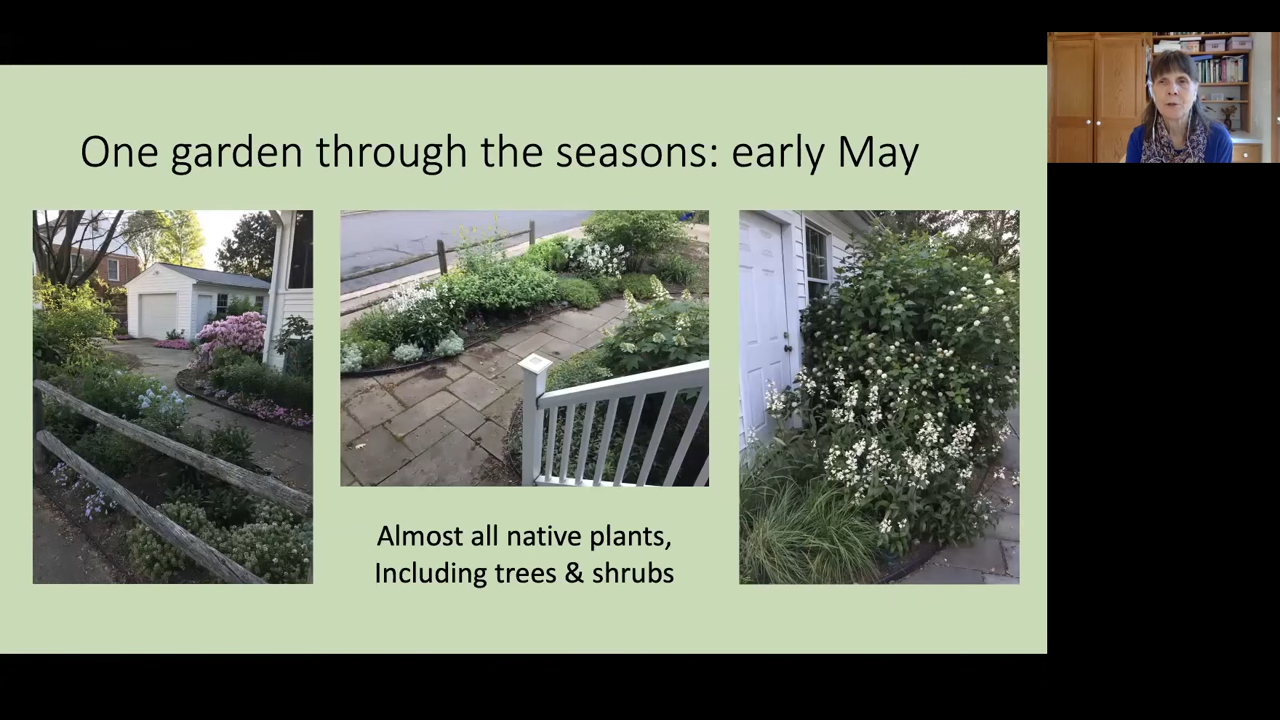 One garden through the seasons: early May
Almost all native plants,
Including trees & shrubs